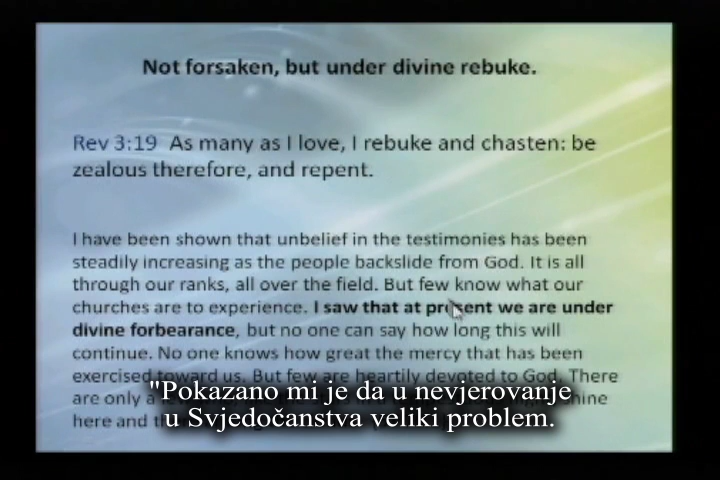 Not forsaken, but under divine rebuke.
Rev 3:19 As many as I love, I rebuke and chasten: be
zealous therefore, and repent.
I have been shown that unbelief in the testimonies has been
steadily increasing as the people backslide from God. It is all
through our ranks, all over the field. But few know what our
churches are to experience. I saw that at present we are under
divine forbearance, but no one can say how long this will
continue. No one knows how great the mercy that has been
exercised toward us. But few are heartily devoted to God. There
are only a
here and
"Pokazano mi je da u nevjerovanje
u Svjedočanstva veliki problem.